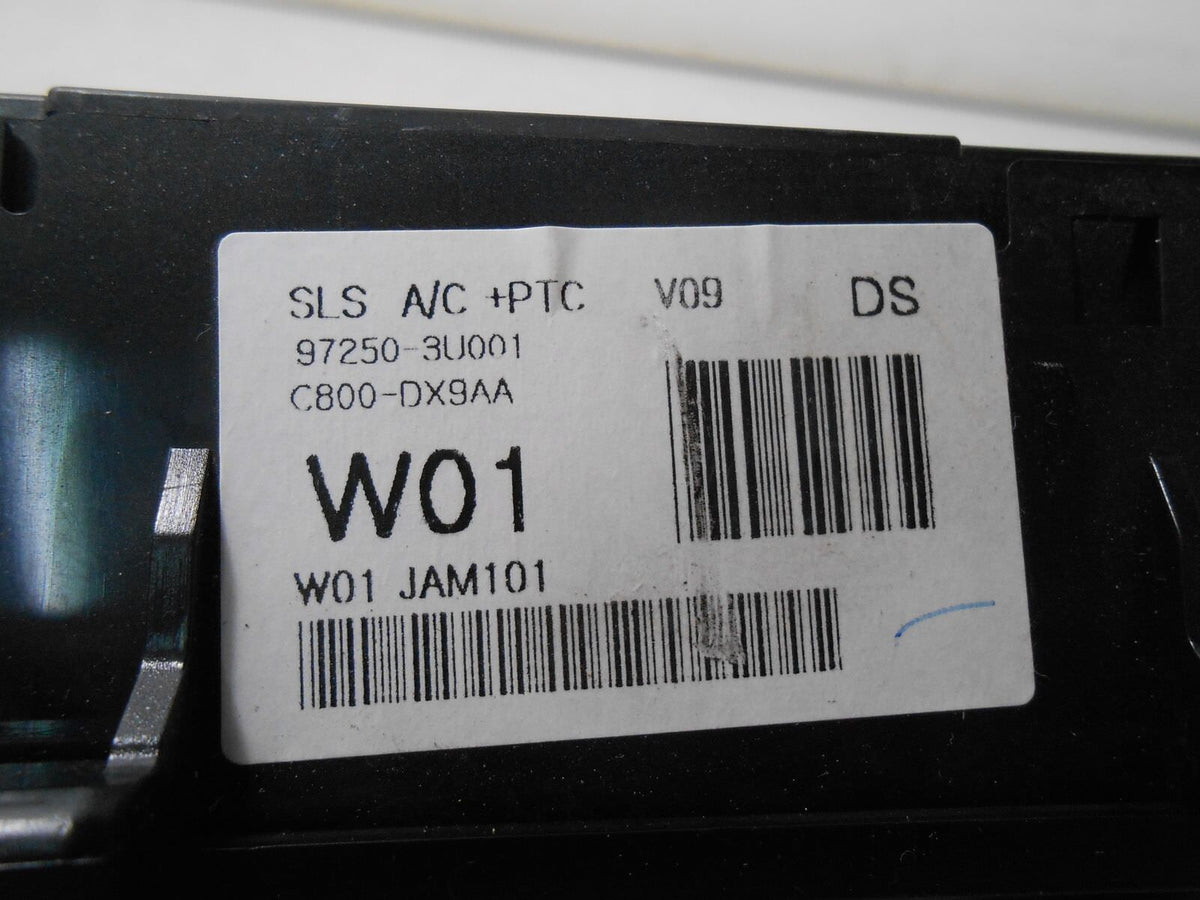 SLS A/C +PTC V09 DS
97250-3U001
C800-DX9AA
W01
W01 JAM101